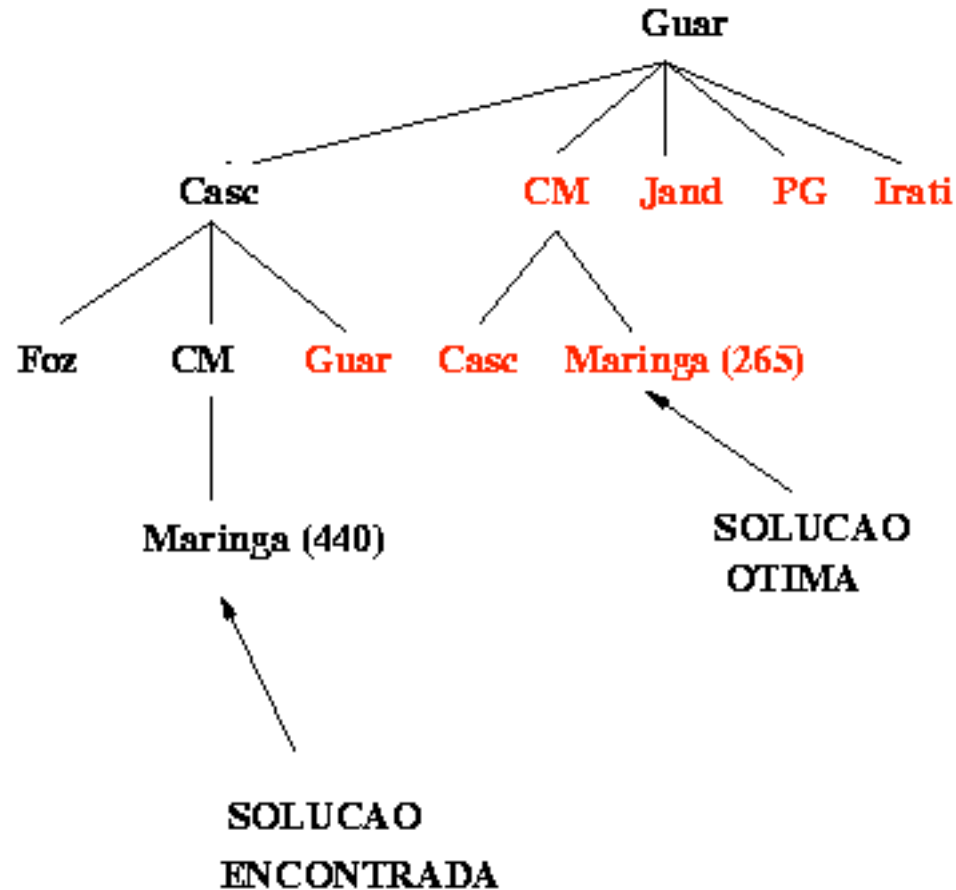 Guar
Casc CM Jand PG Irati
Foz CM Guar Casc Maringa (265)
Maringa (440)
SOLUCAO
OTIMA
SOLUCAO
ENCONTRADA